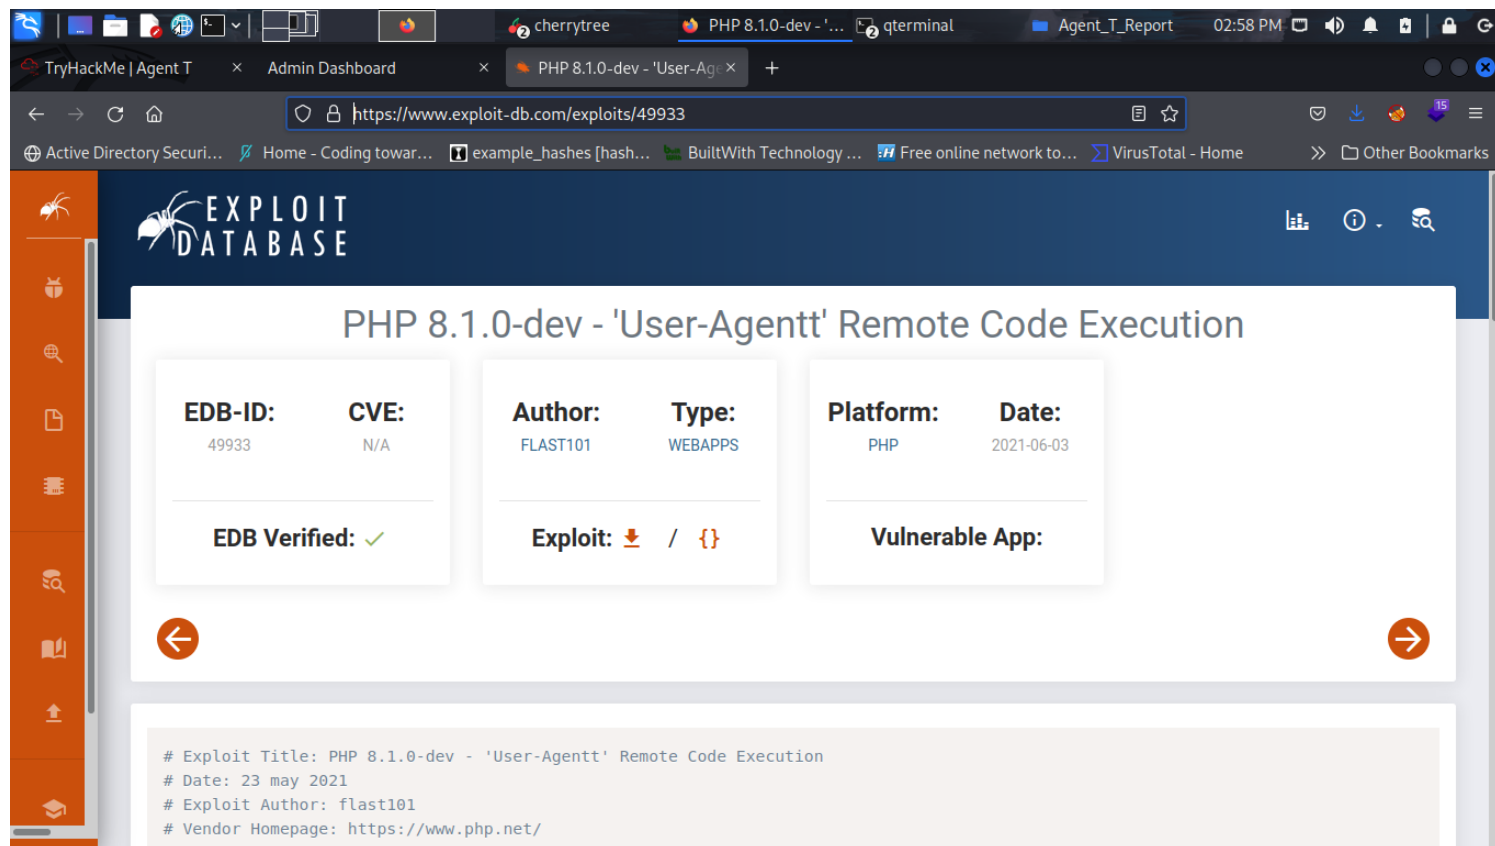 cherrytree
2
PHP 8.1.0-dev - '...
qterminal
2
Agent_T_Report
02:58 PM
TryHackMe | Agent T
Admin Dashboard
PHP 8.1.0-dev - 'User-Age
https://www.exploit-db.com/exploits/49933
15
Active Directory Securi...
Home - Coding towar...
example_hashes [hash...
BuiltWith Technology ...
Free online network to...
VirusTotal - Home
Other Bookmarks
EXPLOIT
DATABASE
PHP 8.1.0-dev - 'User-Agentt' Remote Code Execution
EDB-ID:
49933
CVE:
N/A
EDB Verified:
Author:
FLAST101
Type:
WEBAPPS
Exploit: / {}
Platform:
PHP
Date:
2021-06-03
Vulnerable App:
# Exploit Title: PHP 8.1.0-dev - 'User-Agentt' Remote Code Execution
# Date: 23 may 2021
# Exploit Author: flast101
# Vendor Homepage: https://www.php.net/